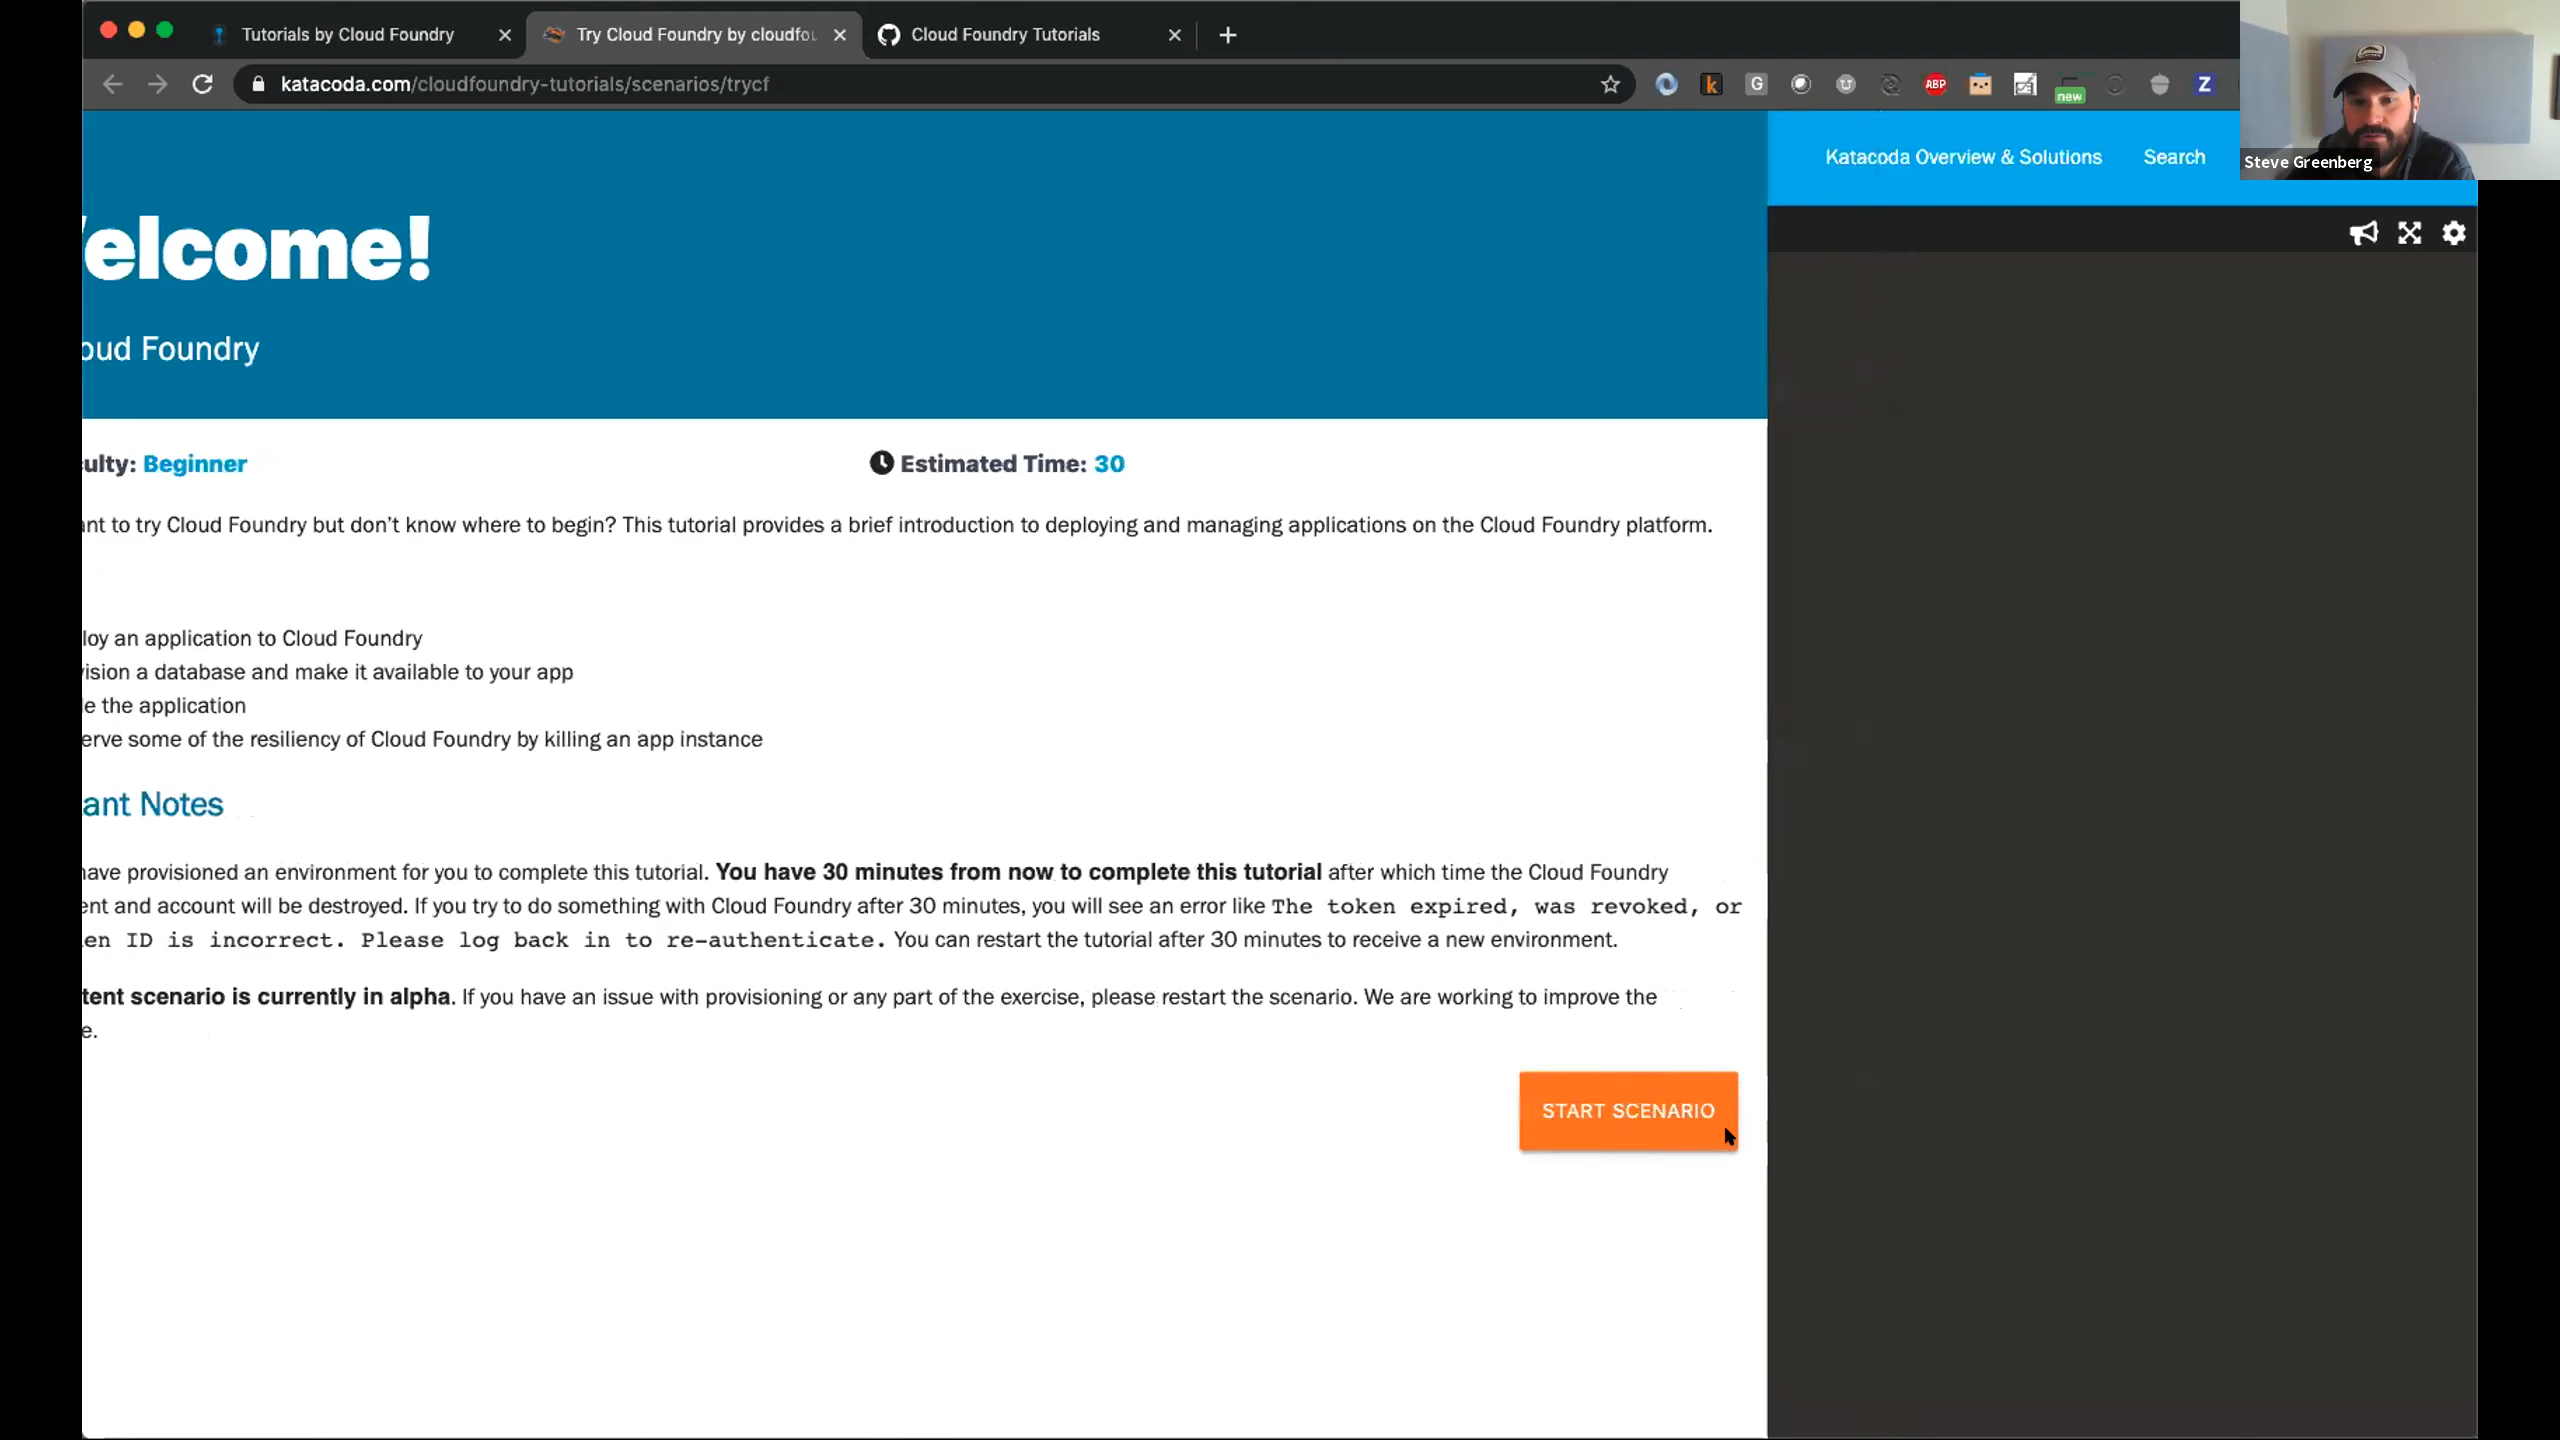 Tutorials by Cloud Foundry
Try Cloud Foundry by cloudfou
Cloud Foundry Tutorials
katacoda.com/cloudfoundry-tutorials/scenarios/trycf
k
G
ABP
new
Z
Steve Greenberg
Katacoda Overview & Solutions
Search
elcome!
oud Foundry
culty: Beginner
Estimated Time: 30
ant to try Cloud Foundry but don’t know where to begin? This tutorial provides a brief introduction to deploying and managing applications on the Cloud Foundry platform.
loy an application to Cloud Foundry
vision a database and make it available to your app
le the application
erve some of the resiliency of Cloud Foundry by killing an app instance
ant Notes
have provisioned an environment for you to complete this tutorial. You have 30 minutes from now to complete this tutorial after which time the Cloud Foundry
ent and account will be destroyed. If you try to do something with Cloud Foundry after 30 minutes, you will see an error like The token expired, was revoked, or
en ID is incorrect. Please log back in to re-authenticate. You can restart the tutorial after 30 minutes to receive a new environment.
tent scenario is currently in alpha. If you have an issue with provisioning or any part of the exercise, please restart the scenario. We are working to improve the
e.
START SCENARIO